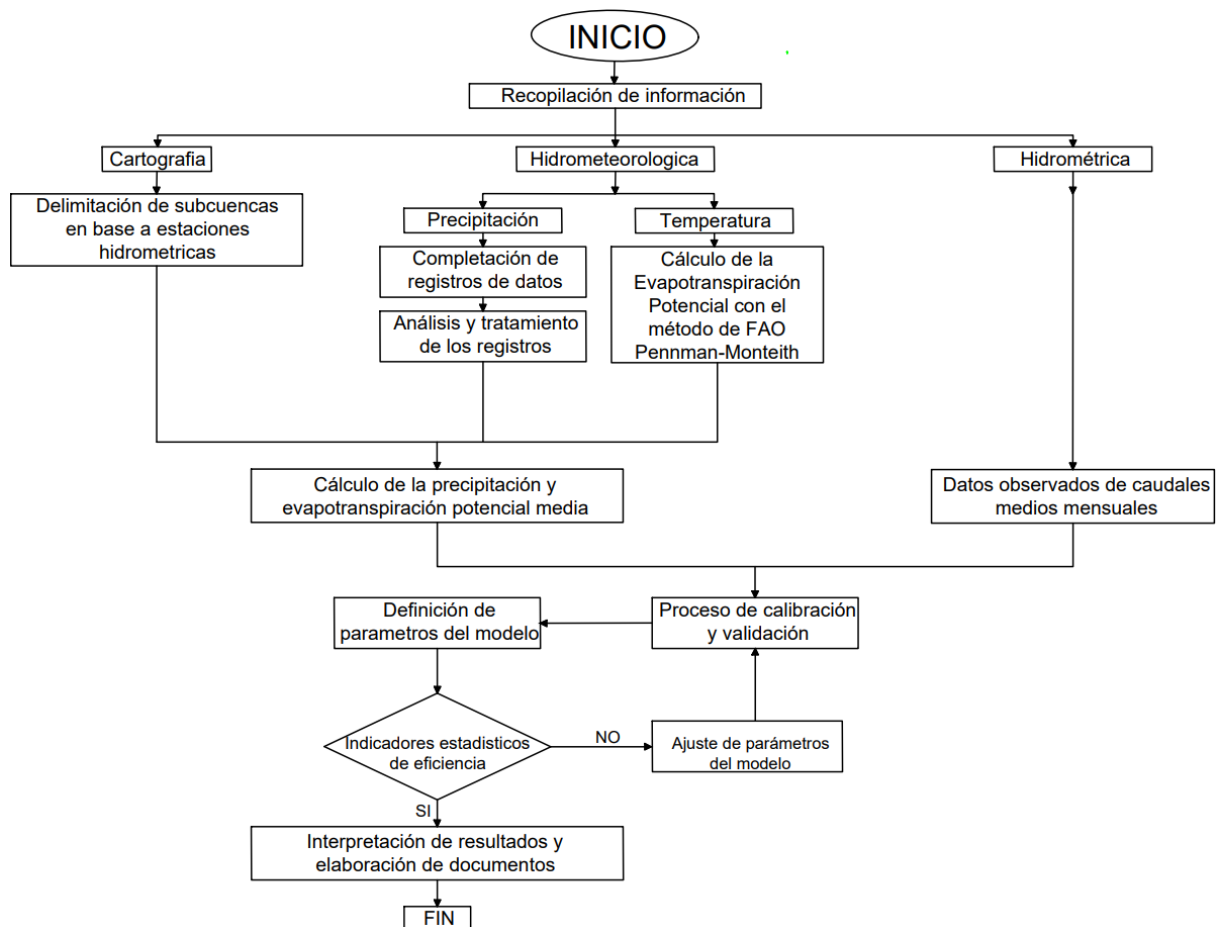 INICIO
Recopilación de información
Cartografia
Hidrometeorologica
Hidrométrica
Delimitación de subcuencas
en base a estaciones
hidrometricas
Precipitación
Temperatura
Completación de
registros de datos
Análisis y tratamiento
de los registros
Cálculo de la
Evapotranspiración
Potencial con el
método de FAO
Pennman-Monteith
Cálculo de la precipitación y
evapotranspiración potencial media
Datos observados de caudales
medios mensuales
Definición de
parametros del modelo
Proceso de calibración
y validación
Indicadores estadisticos
de eficiencia
NO
Ajuste de parámetros
del modelo
SI
Interpretación de resultados y
elaboración de documentos
FIN